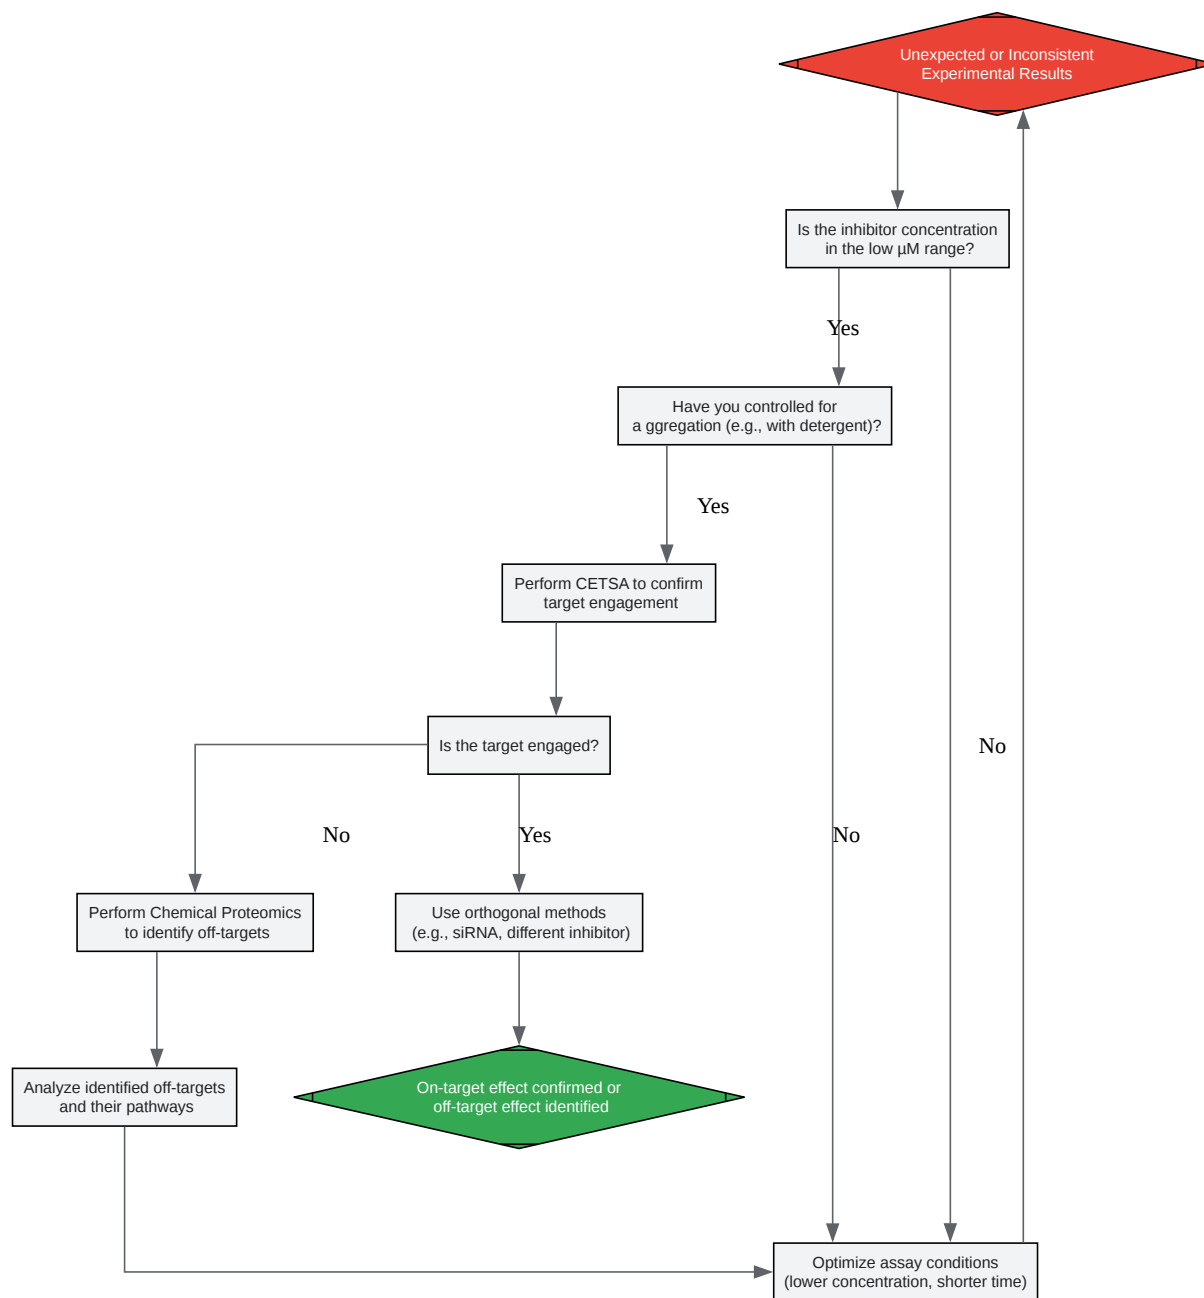 Unexpected or Inconsistent
Experimental Results
Is the inhibitor concentration
in the low µM range?
Yes
Have you controlled for
a ggregation (e.g., with detergent)?
Yes
Perform CETSA to confirm
target engagement
Is the target engaged?
No
No
Yes
No
Perform Chemical Proteomics
to identify off-targets
Use orthogonal methods
(e.g., siRNA, different inhibitor)
Analyze identified off-targets
and their pathways
On-target effect confirmed or
off-target effect identified
Optimize assay conditions
(lower concentration, shorter time)